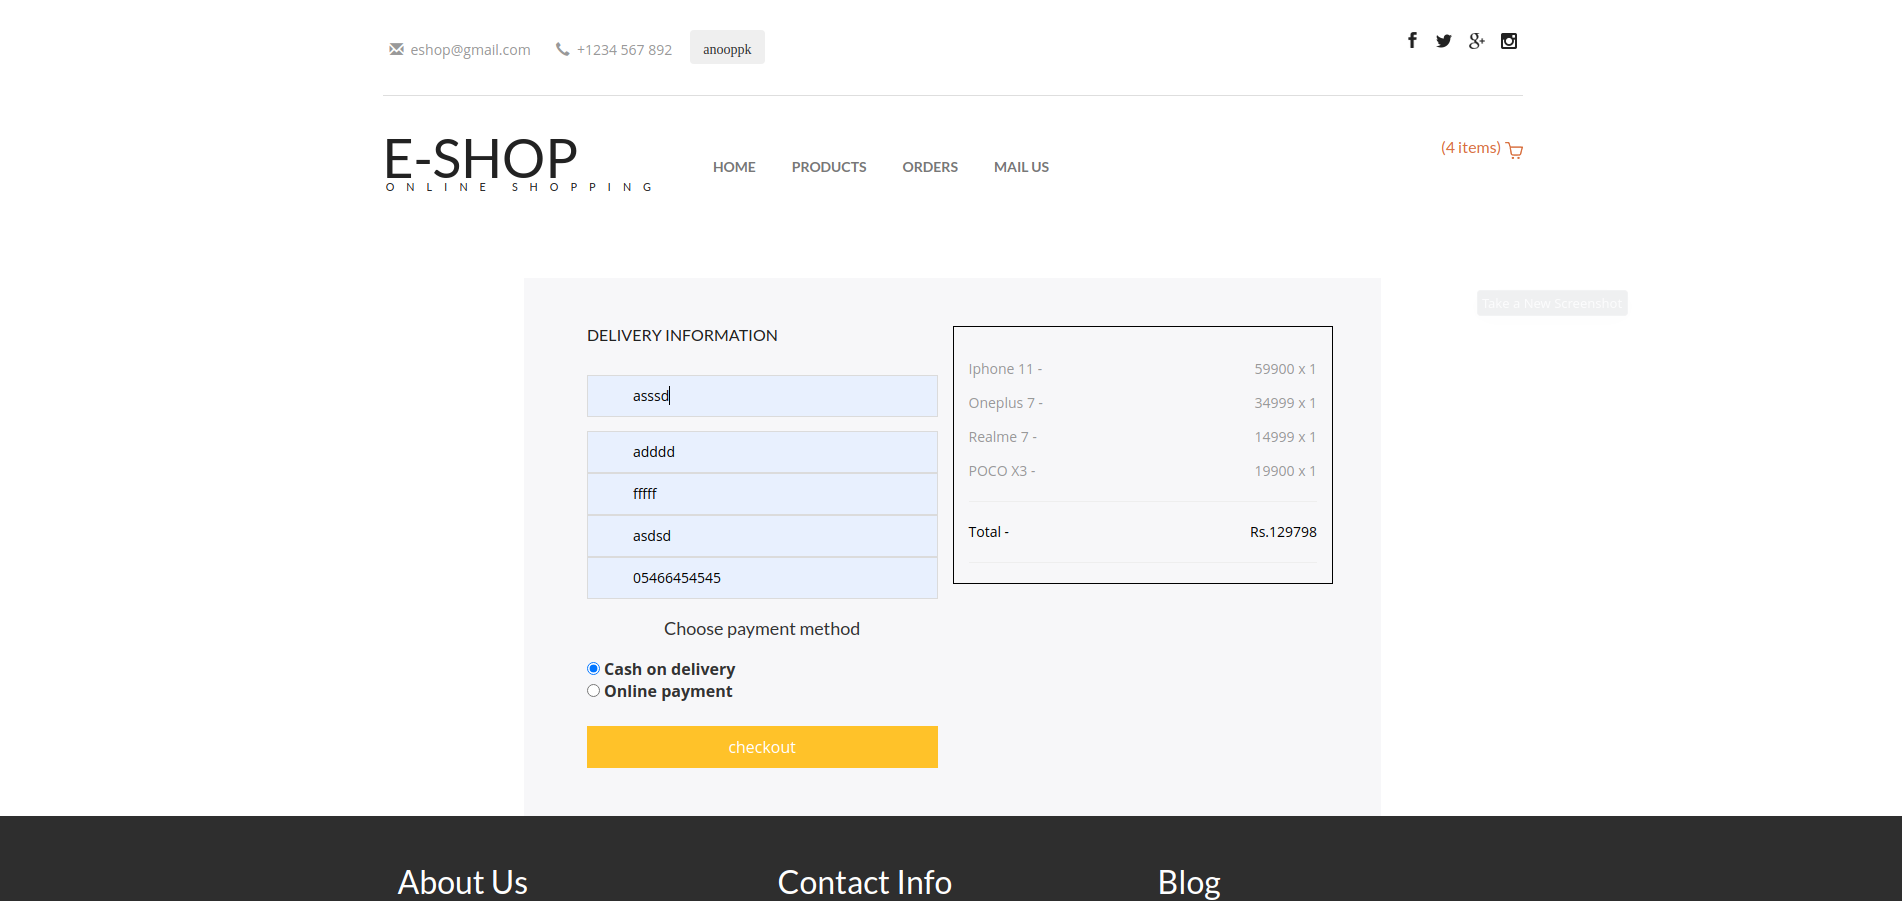 eshop@gmail.com +1234 567 892 anooppk
E-SHOP
ONLINE SHOPPING
HOME PRODUCTS ORDERS MAIL US
(4 items)
Take a New Screenshot
DELIVERY INFORMATION
asssd
adddd
fffff
asdsd
05466454545
Choose payment method
Cash on delivery
Online payment
checkout
Iphone 11 - 59900 x 1
Oneplus 7 - 34999 x 1
Realme 7 - 14999 x 1
POCO X3 - 19900 x 1
Total - Rs.129798
About Us Contact Info Blog